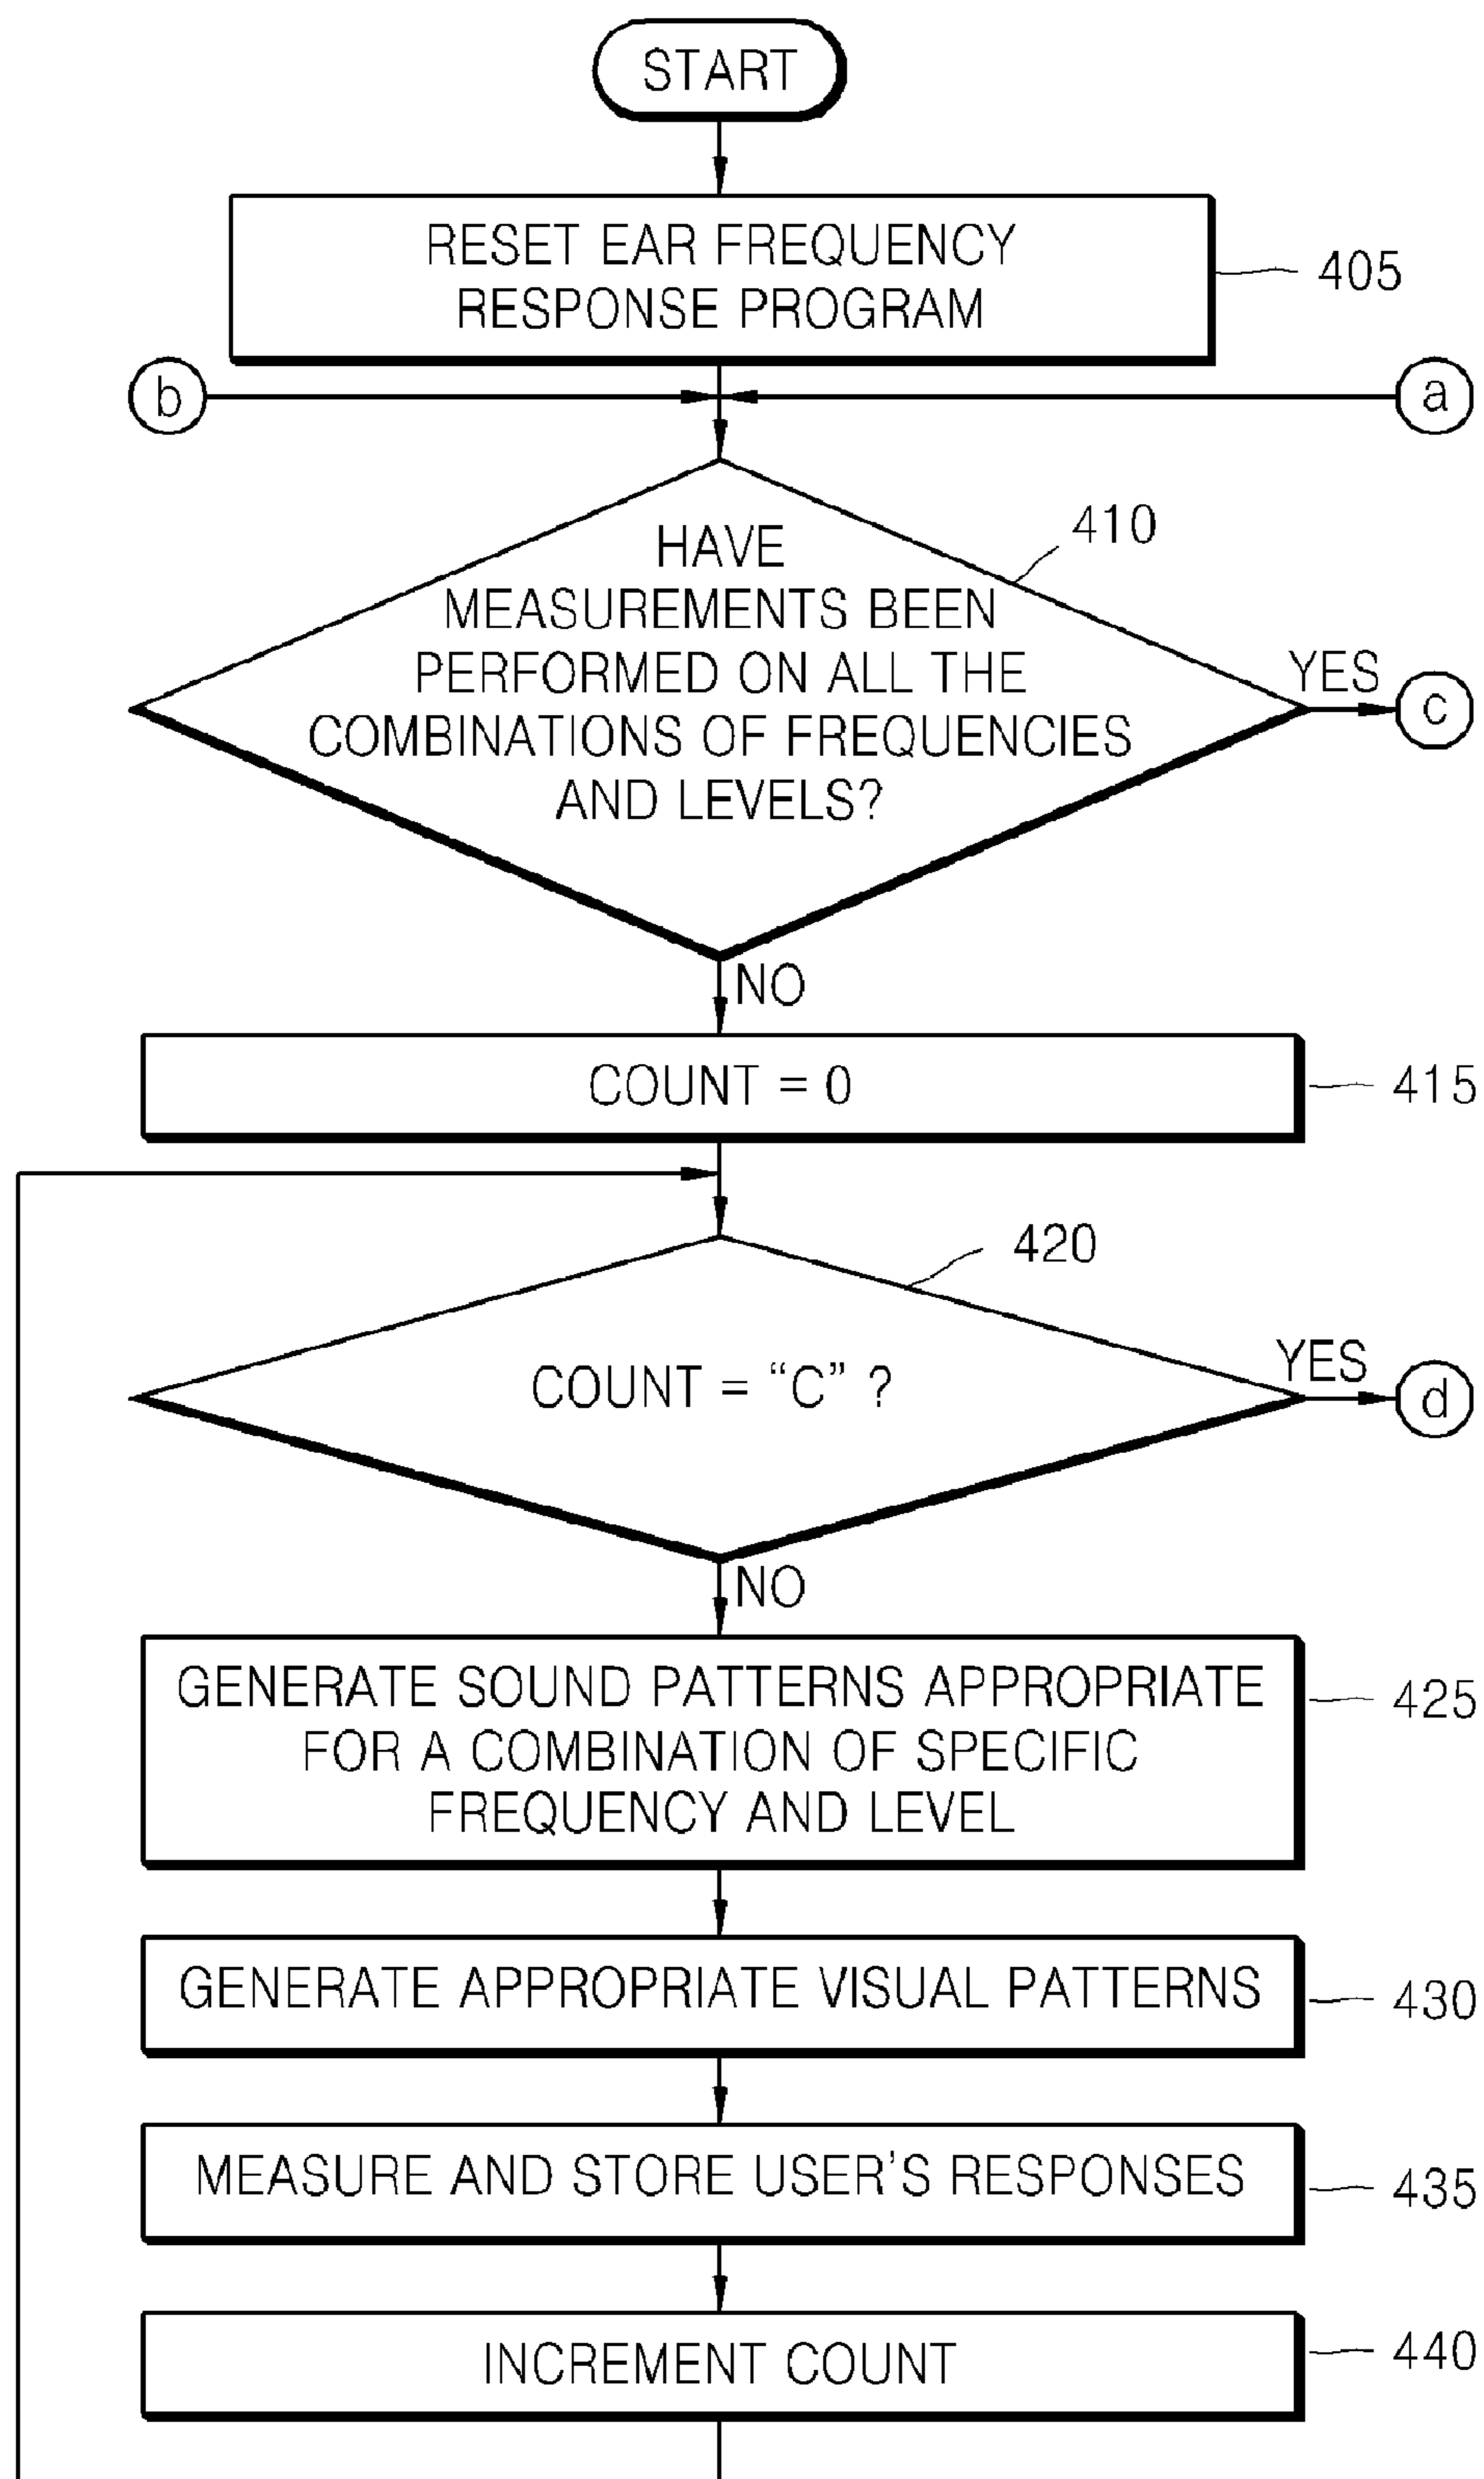 START
RESET EAR FREQUENCY
RESPONSE PROGRAM
405
b
a
410
HAVE
MEASUREMENTS BEEN
PERFORMED ON ALL THE
COMBINATIONS OF FREQUENCIES
AND LEVELS?
YES
c
NO
COUNT = 0
415
420
COUNT = “C” ?
YES
d
NO
GENERATE SOUND PATTERNS APPROPRIATE
FOR A COMBINATION OF SPECIFIC
FREQUENCY AND LEVEL
425
GENERATE APPROPRIATE VISUAL PATTERNS
430
MEASURE AND STORE USER’S RESPONSES
435
INCREMENT COUNT
440